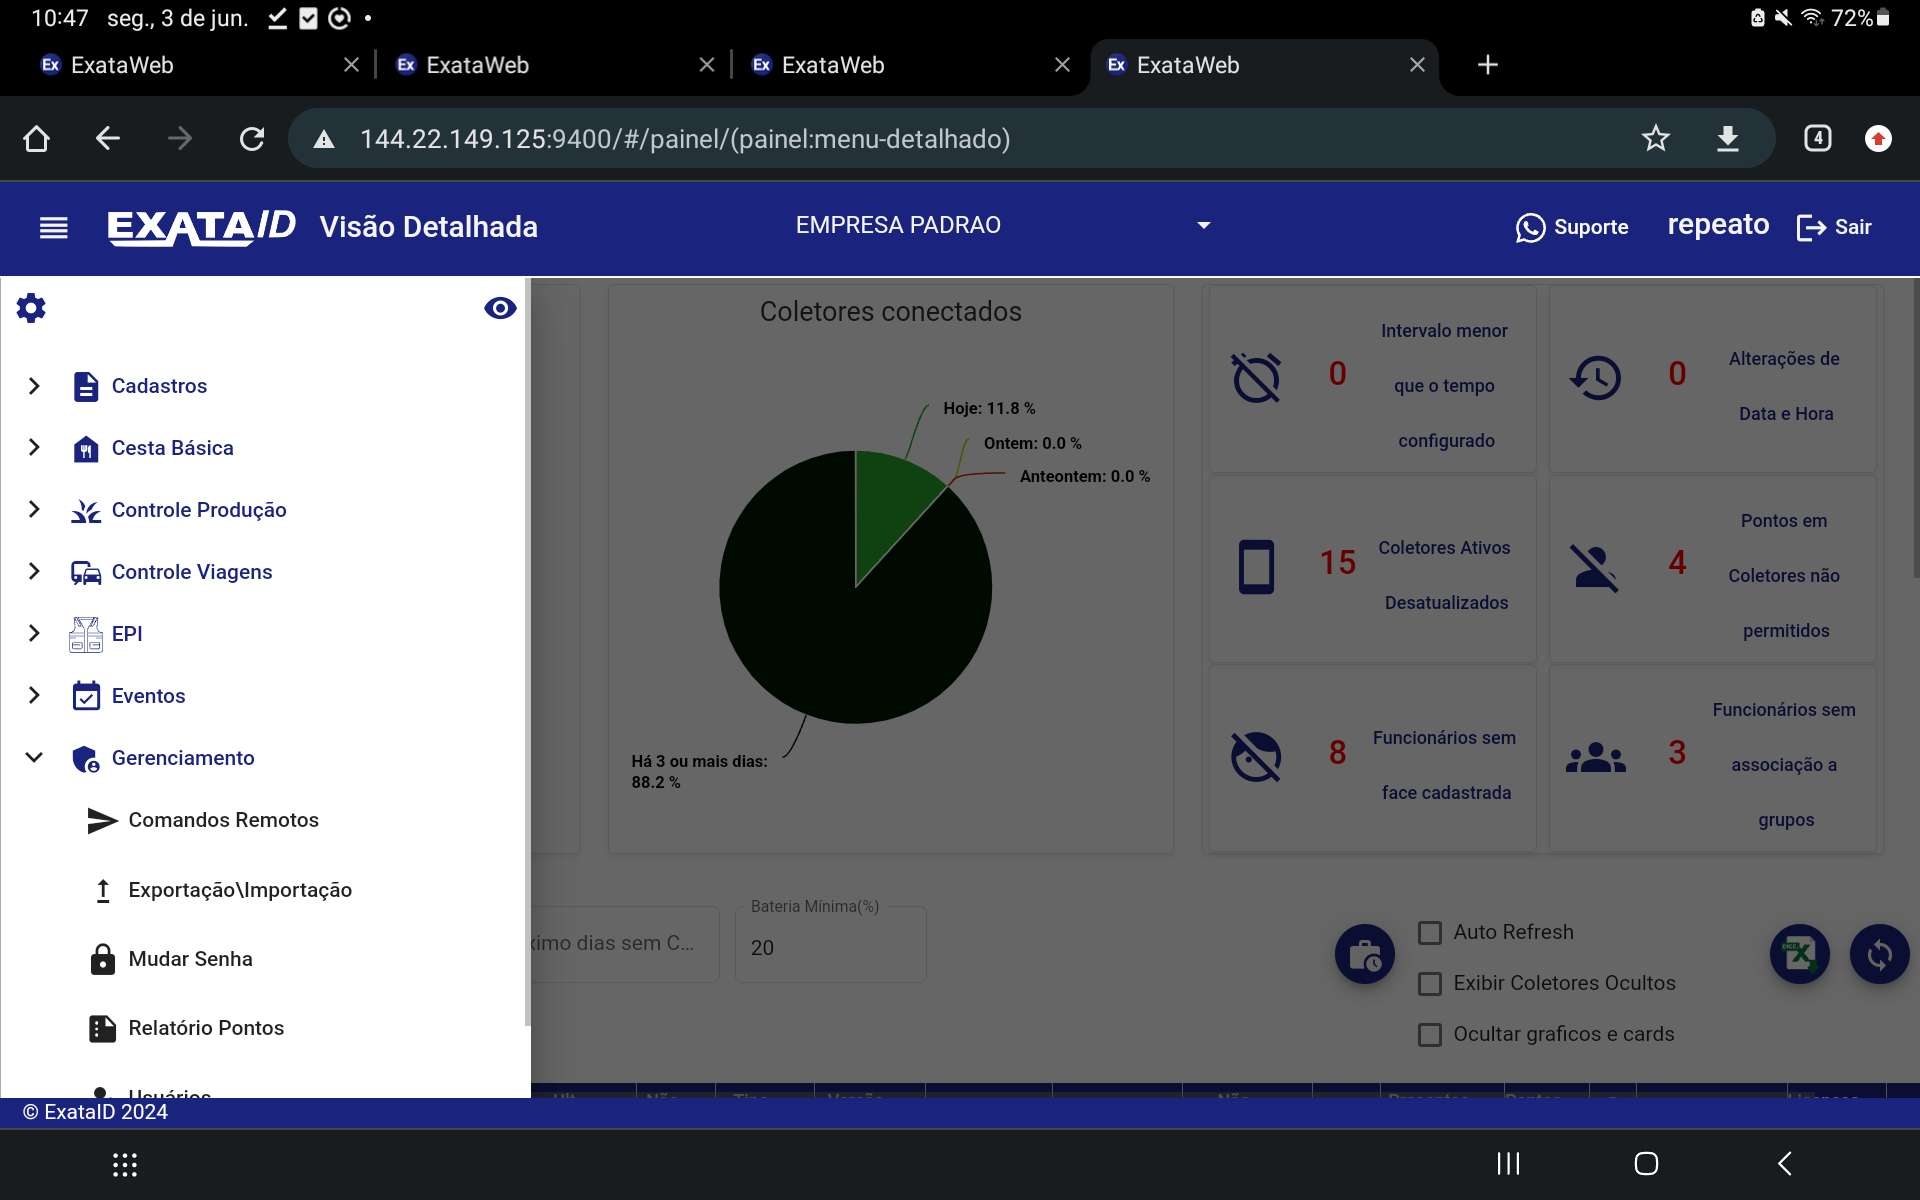 10:47 seg., 3 de jun. 72%
ExataWeb ExataWeb ExataWeb ExataWeb
144.22.149.125:9400/#/painel/(painel:menu-detalhado) 4
EXATAID Visão Detalhada EMPRESA PADRAO Suporte repeato Sair
Cadastros
Cesta Básica
Controle Produção
Controle Viagens
EPI
Eventos
Gerenciamento
Comandos Remotos
Exportação\Importação
Mudar Senha
Relatório Pontos
Usuários
Coletores conectados
Hoje: 11.8 %
Ontem: 0.0 %
Anteontem: 0.0 %
Há 3 ou mais dias:
88.2 %
0 Intervalo menor
que o tempo
configurado
0 Alterações de
Data e Hora
15 Coletores Ativos
Desatualizados
4 Pontos em
Coletores não
permitidos
8 Funcionários sem
face cadastrada
3 Funcionários sem
associação a
grupos
ximo dias sem C...
Bateria Mínima(%)
20
Auto Refresh
Exibir Coletores Ocultos
Ocultar graficos e cards
© ExataID 2024